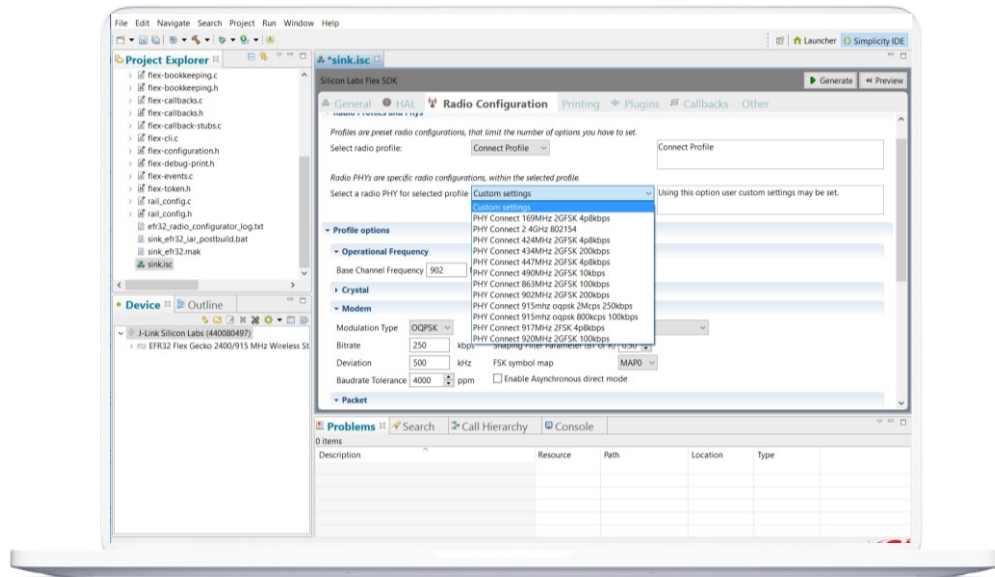 File Edit Navigate Search Project Run Window Help
Launcher Simplicity IDE
Project Explorer
flex-bookkeeping.c
flex-bookkeeping.h
flex-callbacks.c
flex-callbacks.h
flex-callback-stubs.c
flex-cli.c
flex-configuration.h
flex-debug-print.h
flex-events.c
flex-token.h
rail_config.c
rail_config.h
efr32_radio_configurator_log.txt
sink_efr32_iar_postbuild.bat
sink_efr32.mak
sink.isc
Device Outline
J-Link Silicon Labs (440080497)
EFR32 Flex Gecko 2400/915 MHz Wireless St
*sink.isc
Silicon Labs Flex SDK
Generate Preview
General HAL Radio Configuration Printing Plugins Callbacks Other
Radio Profiles and Phys
Profiles are preset radio configurations, that limit the number of options you have to set.
Select radio profile: Connect Profile Connect Profile
Radio PHYs are specific radio configurations, within the selected profile.
Select a radio PHY for selected profile Custom settings Using this option user custom settings may be set.
Custom settings
PHY Connect 169MHz 2GFSK 4p8kbps
PHY Connect 2 4GHz 802154
PHY Connect 424MHz 2GFSK 4p8kbps
PHY Connect 434MHz 2GFSK 200kbps
PHY Connect 447MHz 2GFSK 4p8kbps
PHY Connect 490MHz 2GFSK 10kbps
PHY Connect 863MHz 2GFSK 100kbps
PHY Connect 902MHz 2GFSK 200kbps
PHY Connect 915mhz oqpsk 2Mcps 250kbps
PHY Connect 915mhz oqpsk 800kcps 100kbps
PHY Connect 917MHz 2FSK 4p8kbps
PHY Connect 920MHz 2GFSK 100kbps
Profile options
Operational Frequency
Base Channel Frequency 902
Crystal
Modem
Modulation Type OQPSK
Bitrate 250 kbps Shaping Filter Parameter (BT or R) 0.50
Deviation 500 kHz FSK symbol map MAP0
Baudrate Tolerance 4000 ppm Enable Asynchronous direct mode
Packet
Problems Search Call Hierarchy Console
0 items
Description Resource Path Location Type